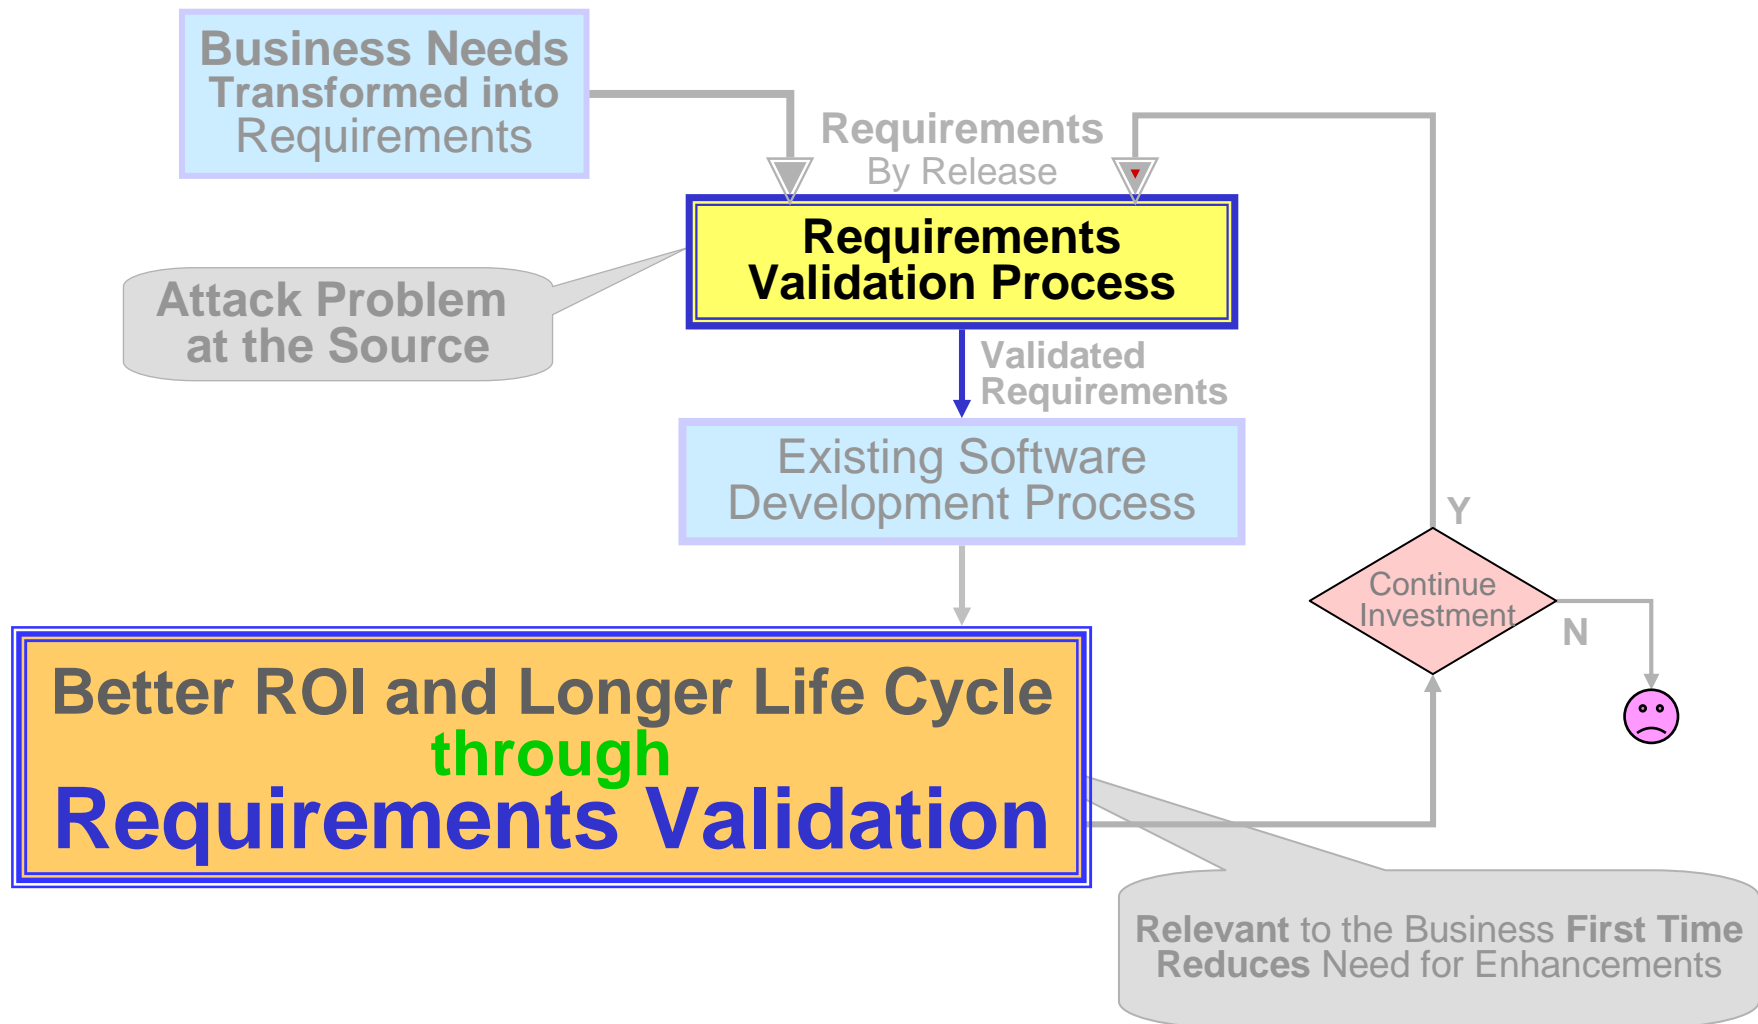 Business Needs
Transformed into
Requirements
Requirements
By Release
Requirements
Validation Process
Attack Problem
at the Source
Validated
Requirements
Existing Software
Development Process
Y
Continue
Investment
N
Better ROI and Longer Life Cycle
through
Requirements Validation
Relevant to the Business First Time
Reduces Need for Enhancements